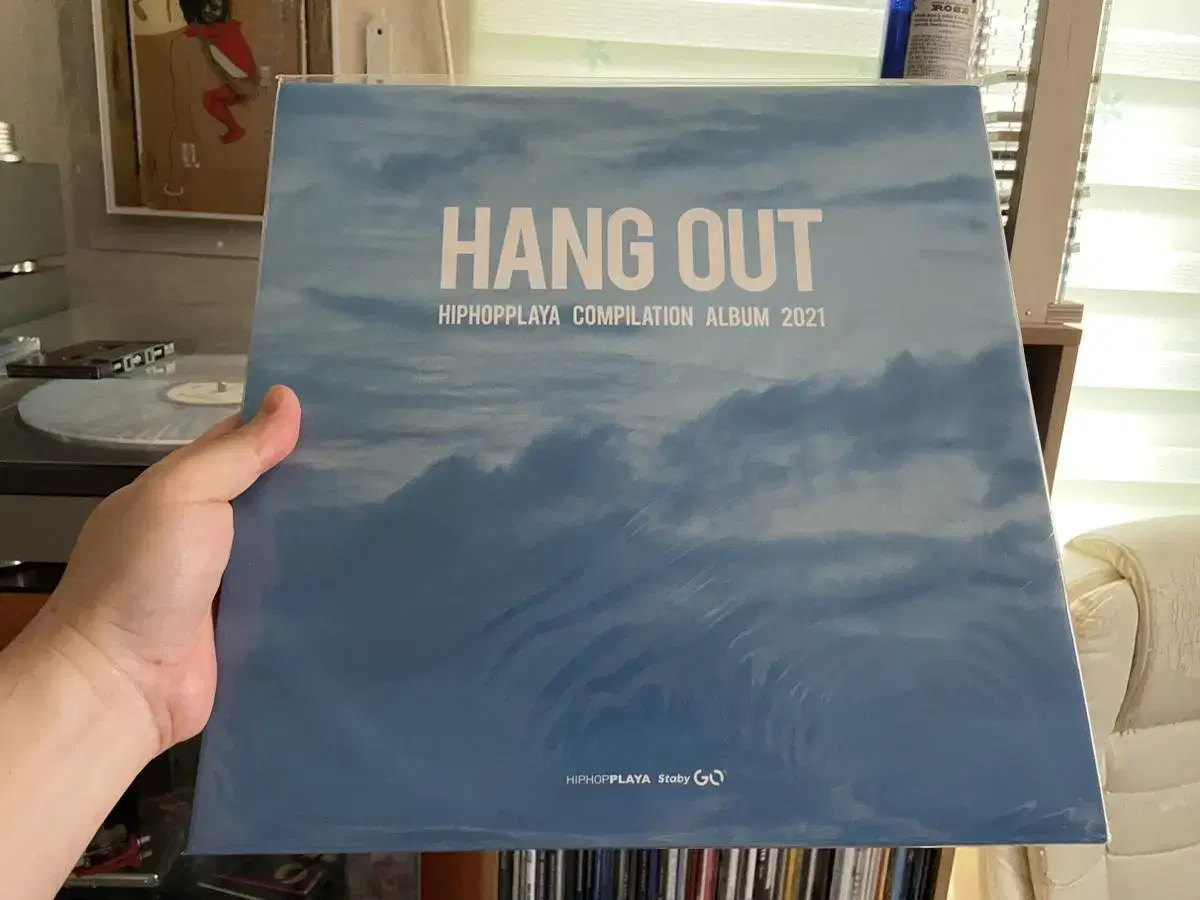 HANG OUT
HIPHOPPLAYA COMPILATION ALBUM 2021
HIPHOPPLAYA Staby GO